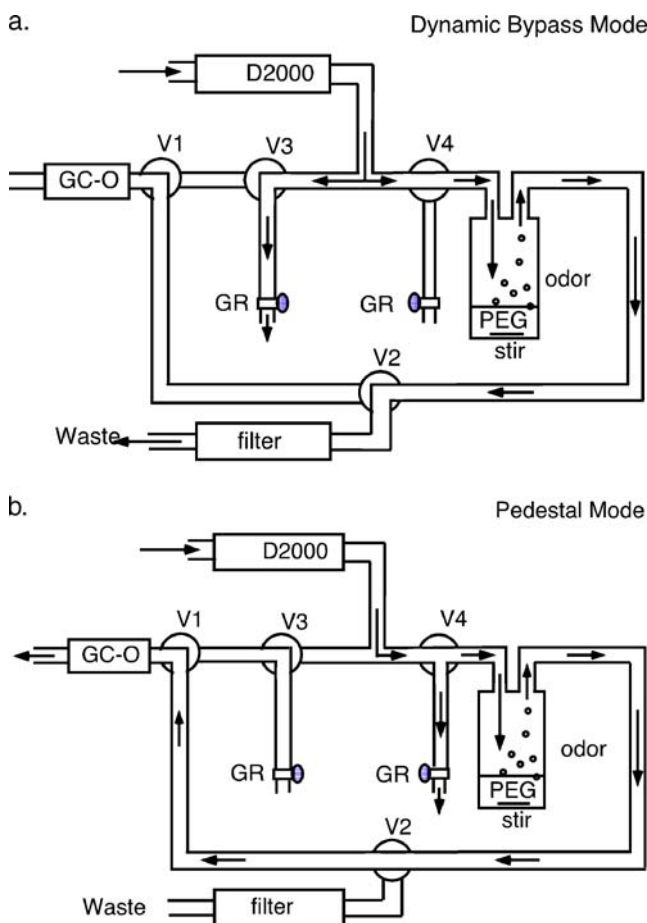 a.
Dynamic Bypass Mode
D2000
V1
V3
V4
GC-O
GR
GR
odor
PEG
stir
V2
Waste
filter
b.
Pedestal Mode
D2000
V1
V3
V4
GC-O
GR
GR
odor
PEG
stir
V2
Waste
filter